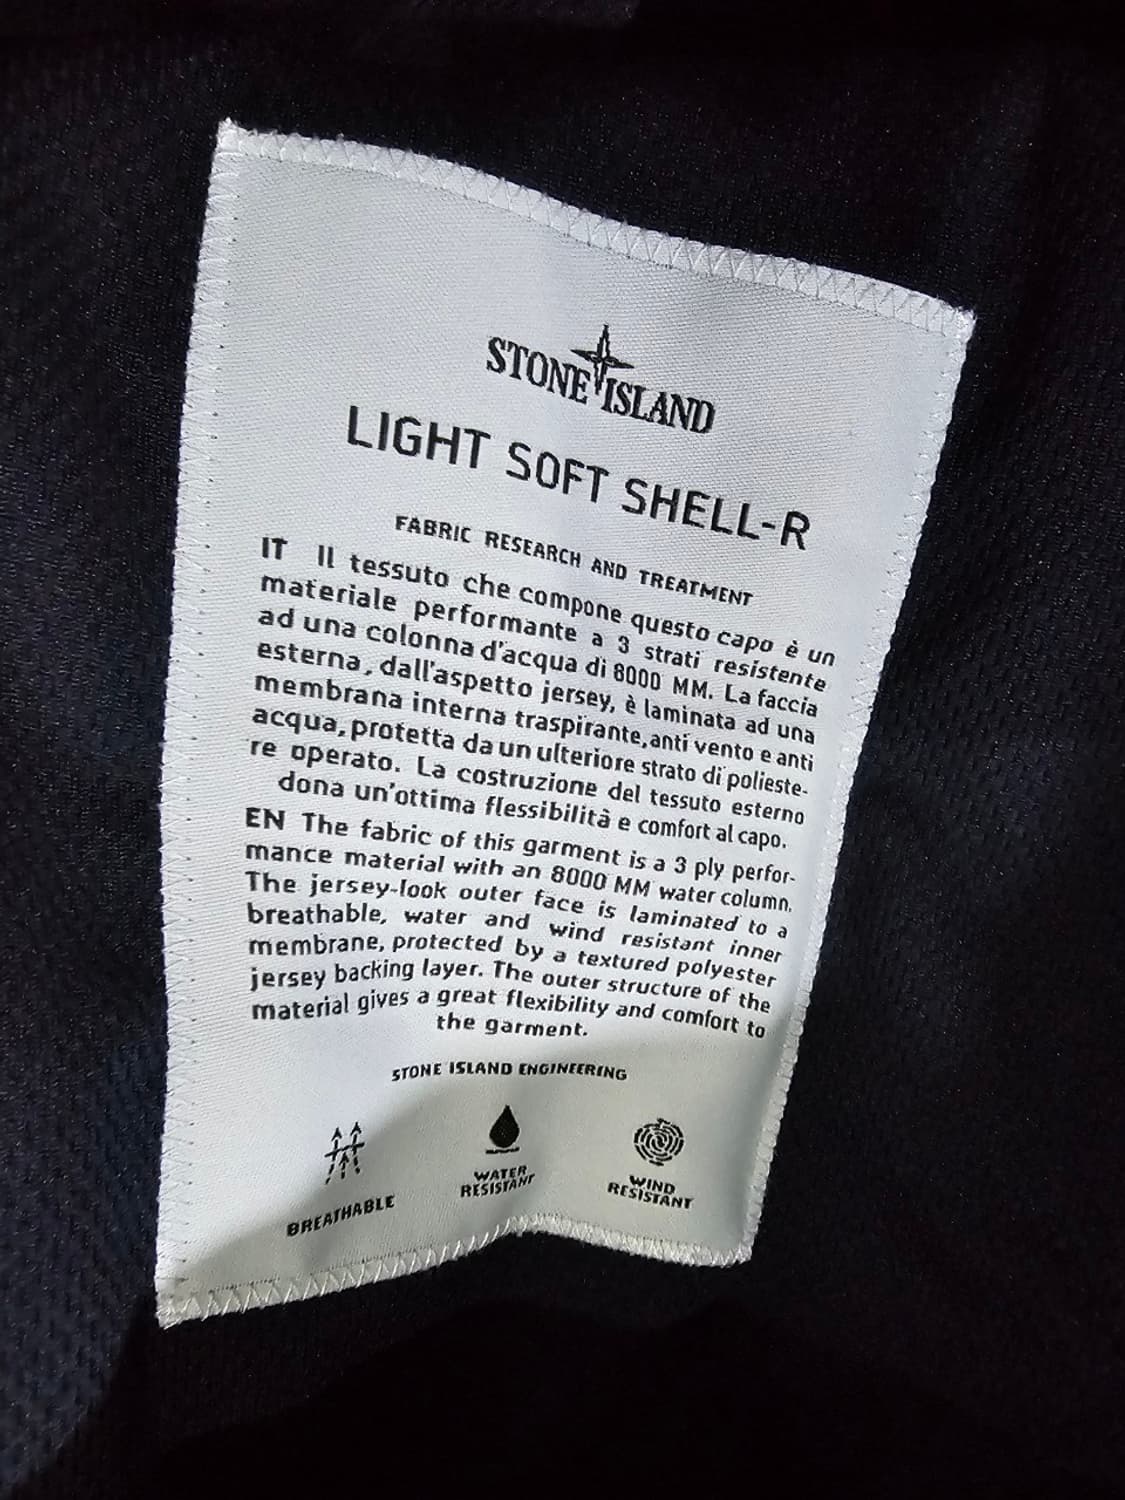 STONE ISLAND
LIGHT SOFT SHELL-R
FABRIC RESEARCH AND TREATMENT
IT Il tessuto che compone questo capo è un
materiale performante a 3 strati resistente
ad una colonna d'acqua di 8000 MM. La faccia
esterna, dall'aspetto jersey, è laminata ad una
membrana interna traspirante, anti vento e anti
acqua, protetta da un ulteriore strato di polieste-
re operato. La costruzione del tessuto esterno
dona un'ottima flessibilità e comfort al capo.
EN The fabric of this garment is a 3 ply perfor-
mance material with an 8000 MM water column.
The jersey-look outer face is laminated to a
breathable, water and wind resistant inner
membrane, protected by a textured polyester
jersey backing layer. The outer structure of the
material gives a great flexibility and comfort to
the garment.
STONE ISLAND ENGINEERING
BREATHABLE
WATER
RESISTANT
WIND
RESISTANT